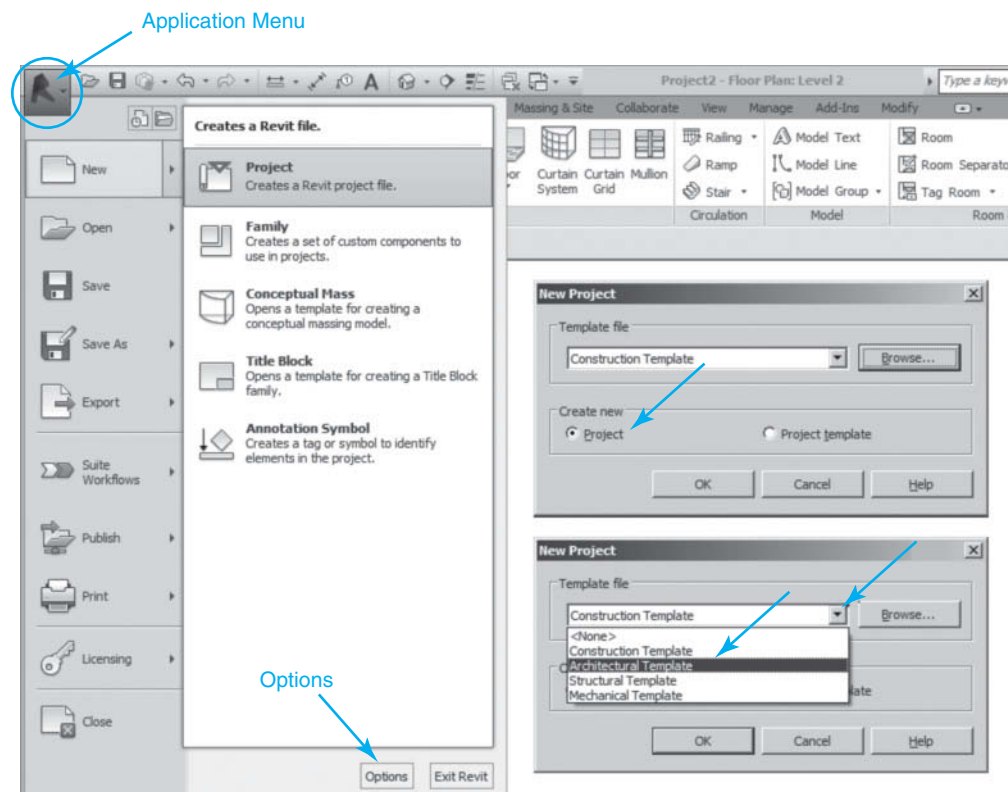 Application Menu
Project2 - Floor Plan: Level 2
Massing & Site Collaborate View Manage Add-Ins Modify
Creates a Revit file.
New
Project
Creates a Revit project file.
Open
Family
Creates a set of custom components to
use in projects.
Save
Conceptual Mass
Opens a template for creating a
conceptual massing model.
Save As
Title Block
Opens a template for creating a Title Block
family.
Export
Annotation Symbol
Creates a tag or symbol to identify
elements in the project.
Suite
Workflows
Publish
Print
Licensing
Close
Options
Options Exit Revit
Type a
Curtain
System
Curtain
Grid
Mullion
Railing
Ramp
Stair
Circulation
Model Text
Model Line
Model Group
Model
Room
Room
Tag Room
Room
New Project
Template file
Construction Template
Browse...
Create new
Project Project template
OK Cancel Help
New Project
Template file
Construction Template
Browse...
<None>
Construction Template
Architectural Template
Structural Template
Mechanical Template
OK Cancel Help